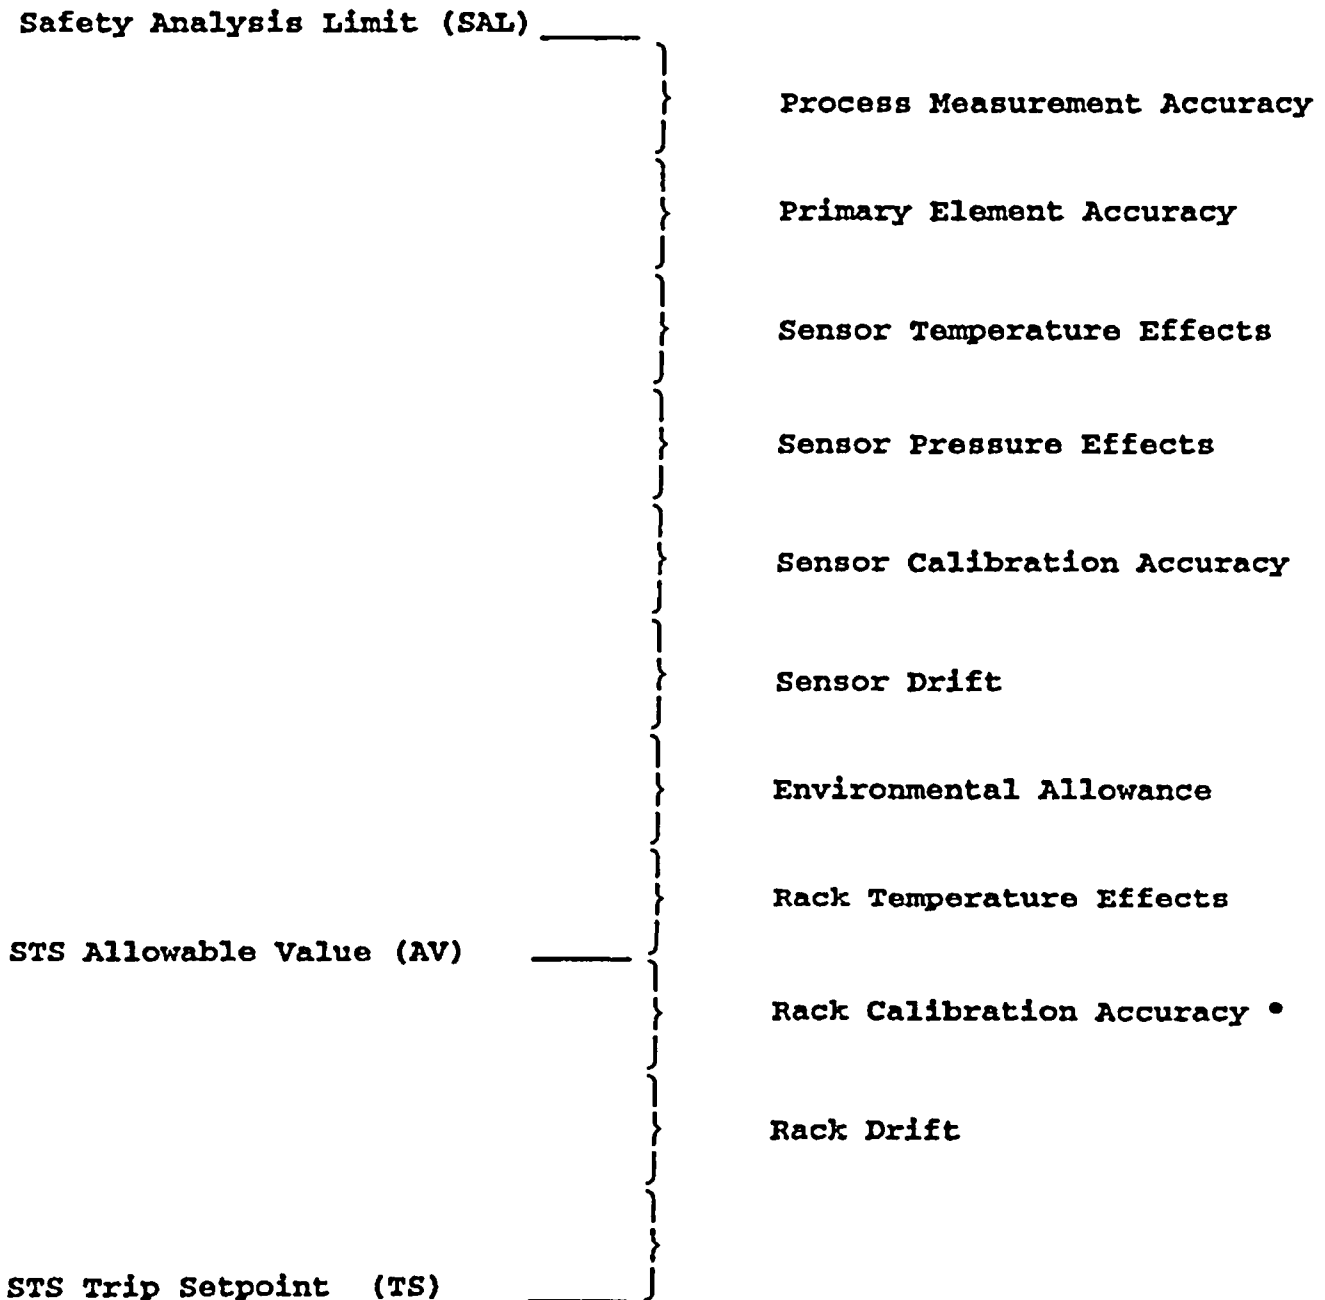 Safety Analysis Limit (SAL)
Process Measurement Accuracy
Primary Element Accuracy
Sensor Temperature Effects
Sensor Pressure Effects
Sensor Calibration Accuracy
Sensor Drift
Environmental Allowance
Rack Temperature Effects
STS Allowable Value (AV)
Rack Calibration Accuracy •
Rack Drift
STS Trip Setpoint (TS)